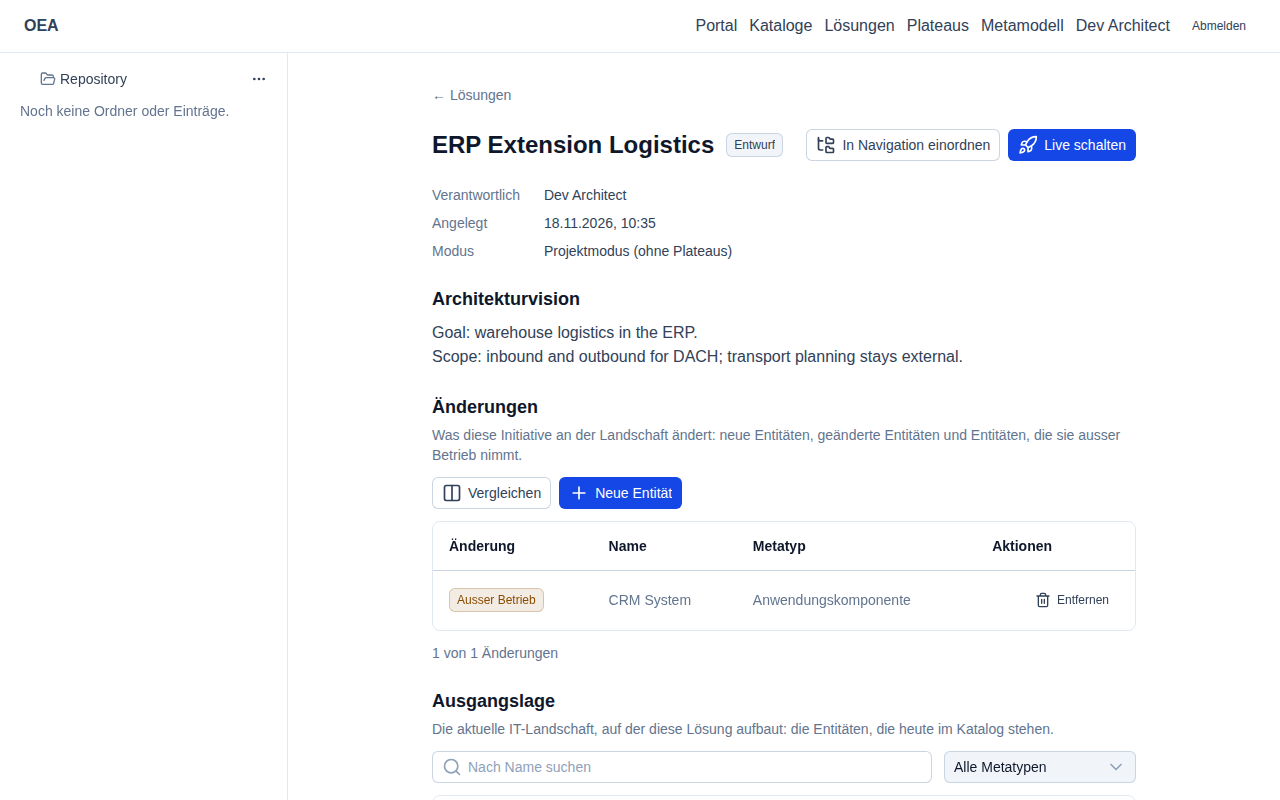 OEA
Portal Kataloge Lösungen Plateaus Metamodell Dev Architect Abmelden
Repository
Noch keine Ordner oder Einträge.
← Lösungen
ERP Extension Logistics Entwurf In Navigation einordnen Live schalten
Verantwortlich Dev Architect
Angelegt 18.11.2026, 10:35
Modus Projektmodus (ohne Plateaus)
Architekturvision
Goal: warehouse logistics in the ERP.
Scope: inbound and outbound for DACH; transport planning stays external.
Änderungen
Was diese Initiative an der Landschaft ändert: neue Entitäten, geänderte Entitäten und Entitäten, die sie ausser
Betrieb nimmt.
Vergleichen Neue Entität
Änderung Name Metatyp Aktionen
Ausser Betrieb CRM System Anwendungskomponente Entfernen
1 von 1 Änderungen
Ausgangslage
Die aktuelle IT-Landschaft, auf der diese Lösung aufbaut: die Entitäten, die heute im Katalog stehen.
Nach Name suchen Alle Metatypen